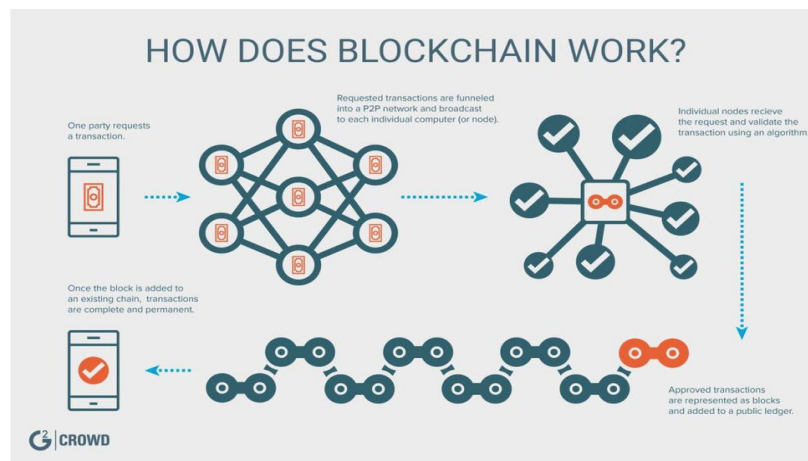 HOW DOES BLOCKCHAIN WORK?
One party requests
a transaction.
Requested transactions are funneled
into a P2P network and broadcast
to each individual computer (or node).
Individual nodes recieve
the request and validate the
transaction using an algorithm.
Approved transactions
are represented as blocks
and added to a public ledger.
Once the block is added to
an existing chain, transactions
are complete and permanent.
G2 | CROWD